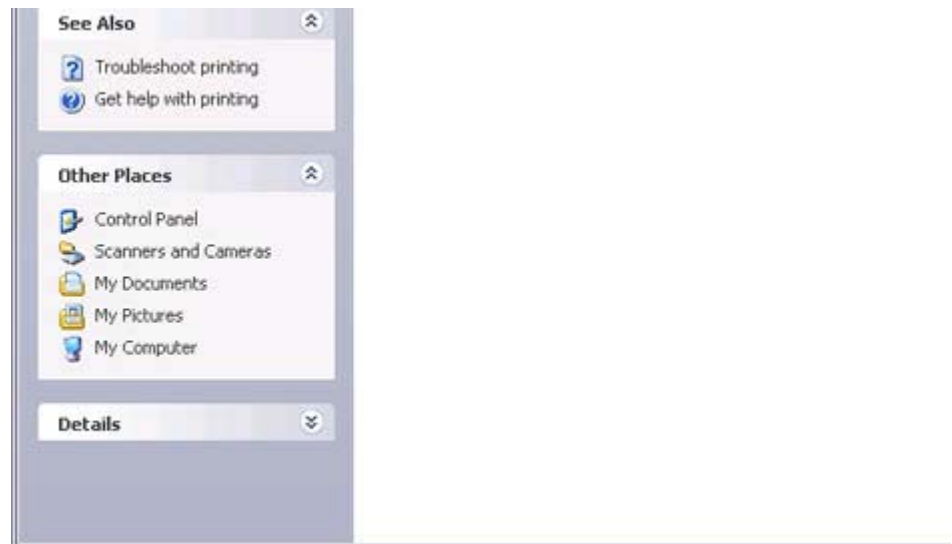 See Also
Troubleshoot printing
Get help with printing
Other Places
Control Panel
Scanners and Cameras
My Documents
My Pictures
My Computer
Details